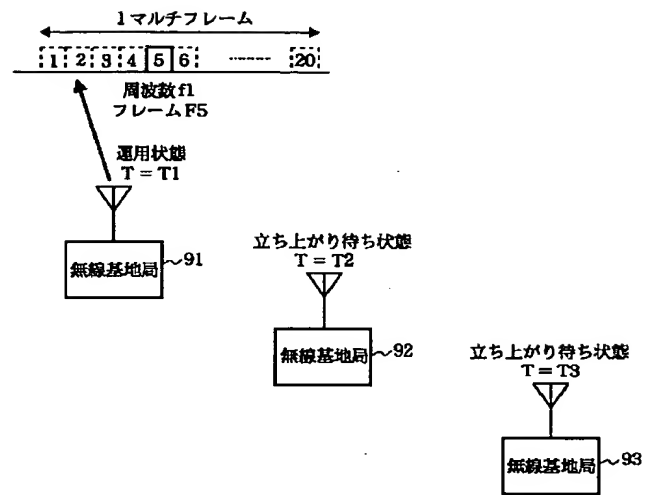 1マルチフレーム
1 2 3 4 5 6 ‥‥‥ 20
周波数f1
フレームF5
運用状態
T=T1
無線基地局 91
立ち上がり待ち状態
T=T2
無線基地局 92
立ち上がり待ち状態
T=T3
無線基地局 93